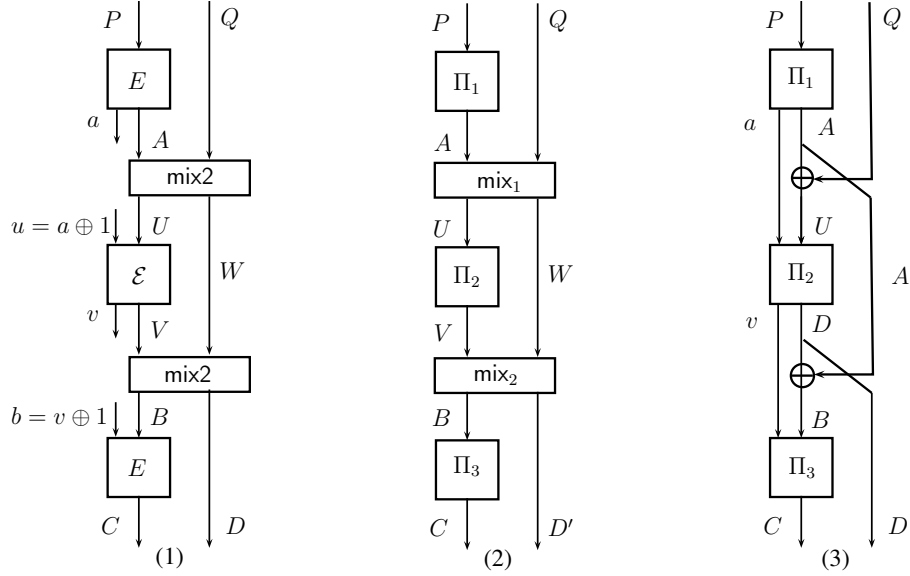 P Q P Q P Q
E Π₁ Π₁
a A A a A
mix2 mix₁
u = a ⊕ 1 U U U
ℰ W Π₂ W Π₂ A
v V V v D
mix2 mix₂
b = v ⊕ 1 B B B
E Π₃ Π₃
C D C D′ C D
(1) (2) (3)